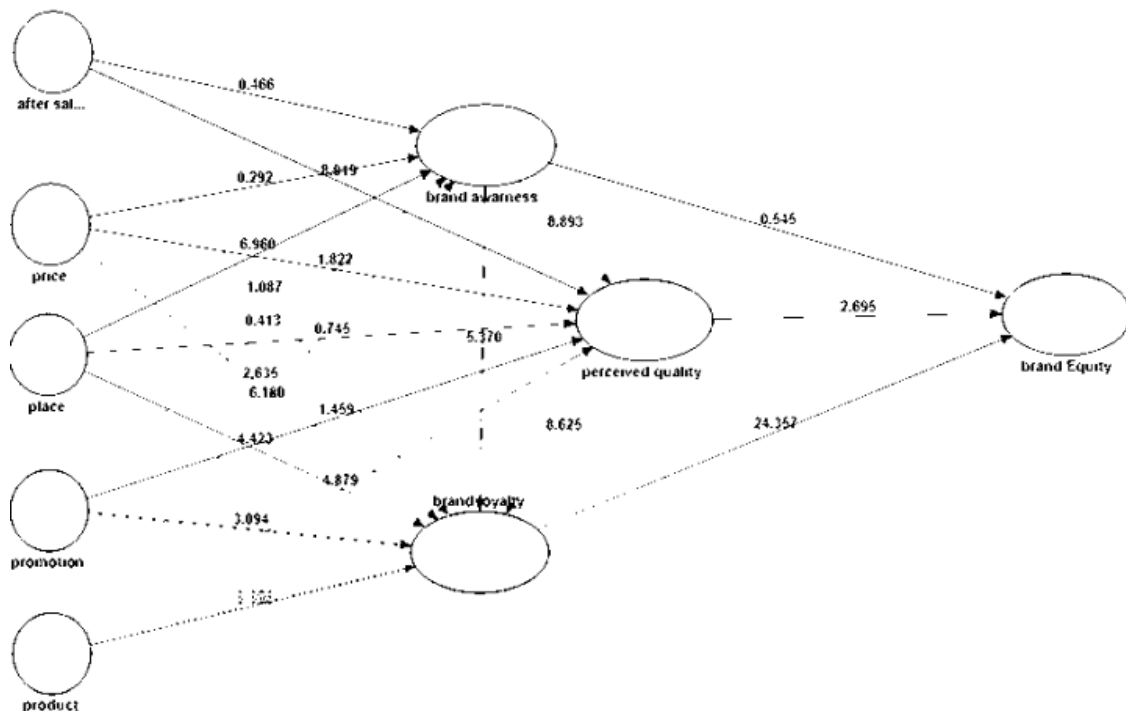 0.466
after sal...
8.819
0.292
brand awarness
8.893
0.545
6.960
1.822
price
1.087
2.695
0.413
0.745
5.370
perceived quality
brand Equity
2.635
6.180
place
1.459
8.625
24.357
4.423
4.879
brand loyalty
3.094
promotion
product